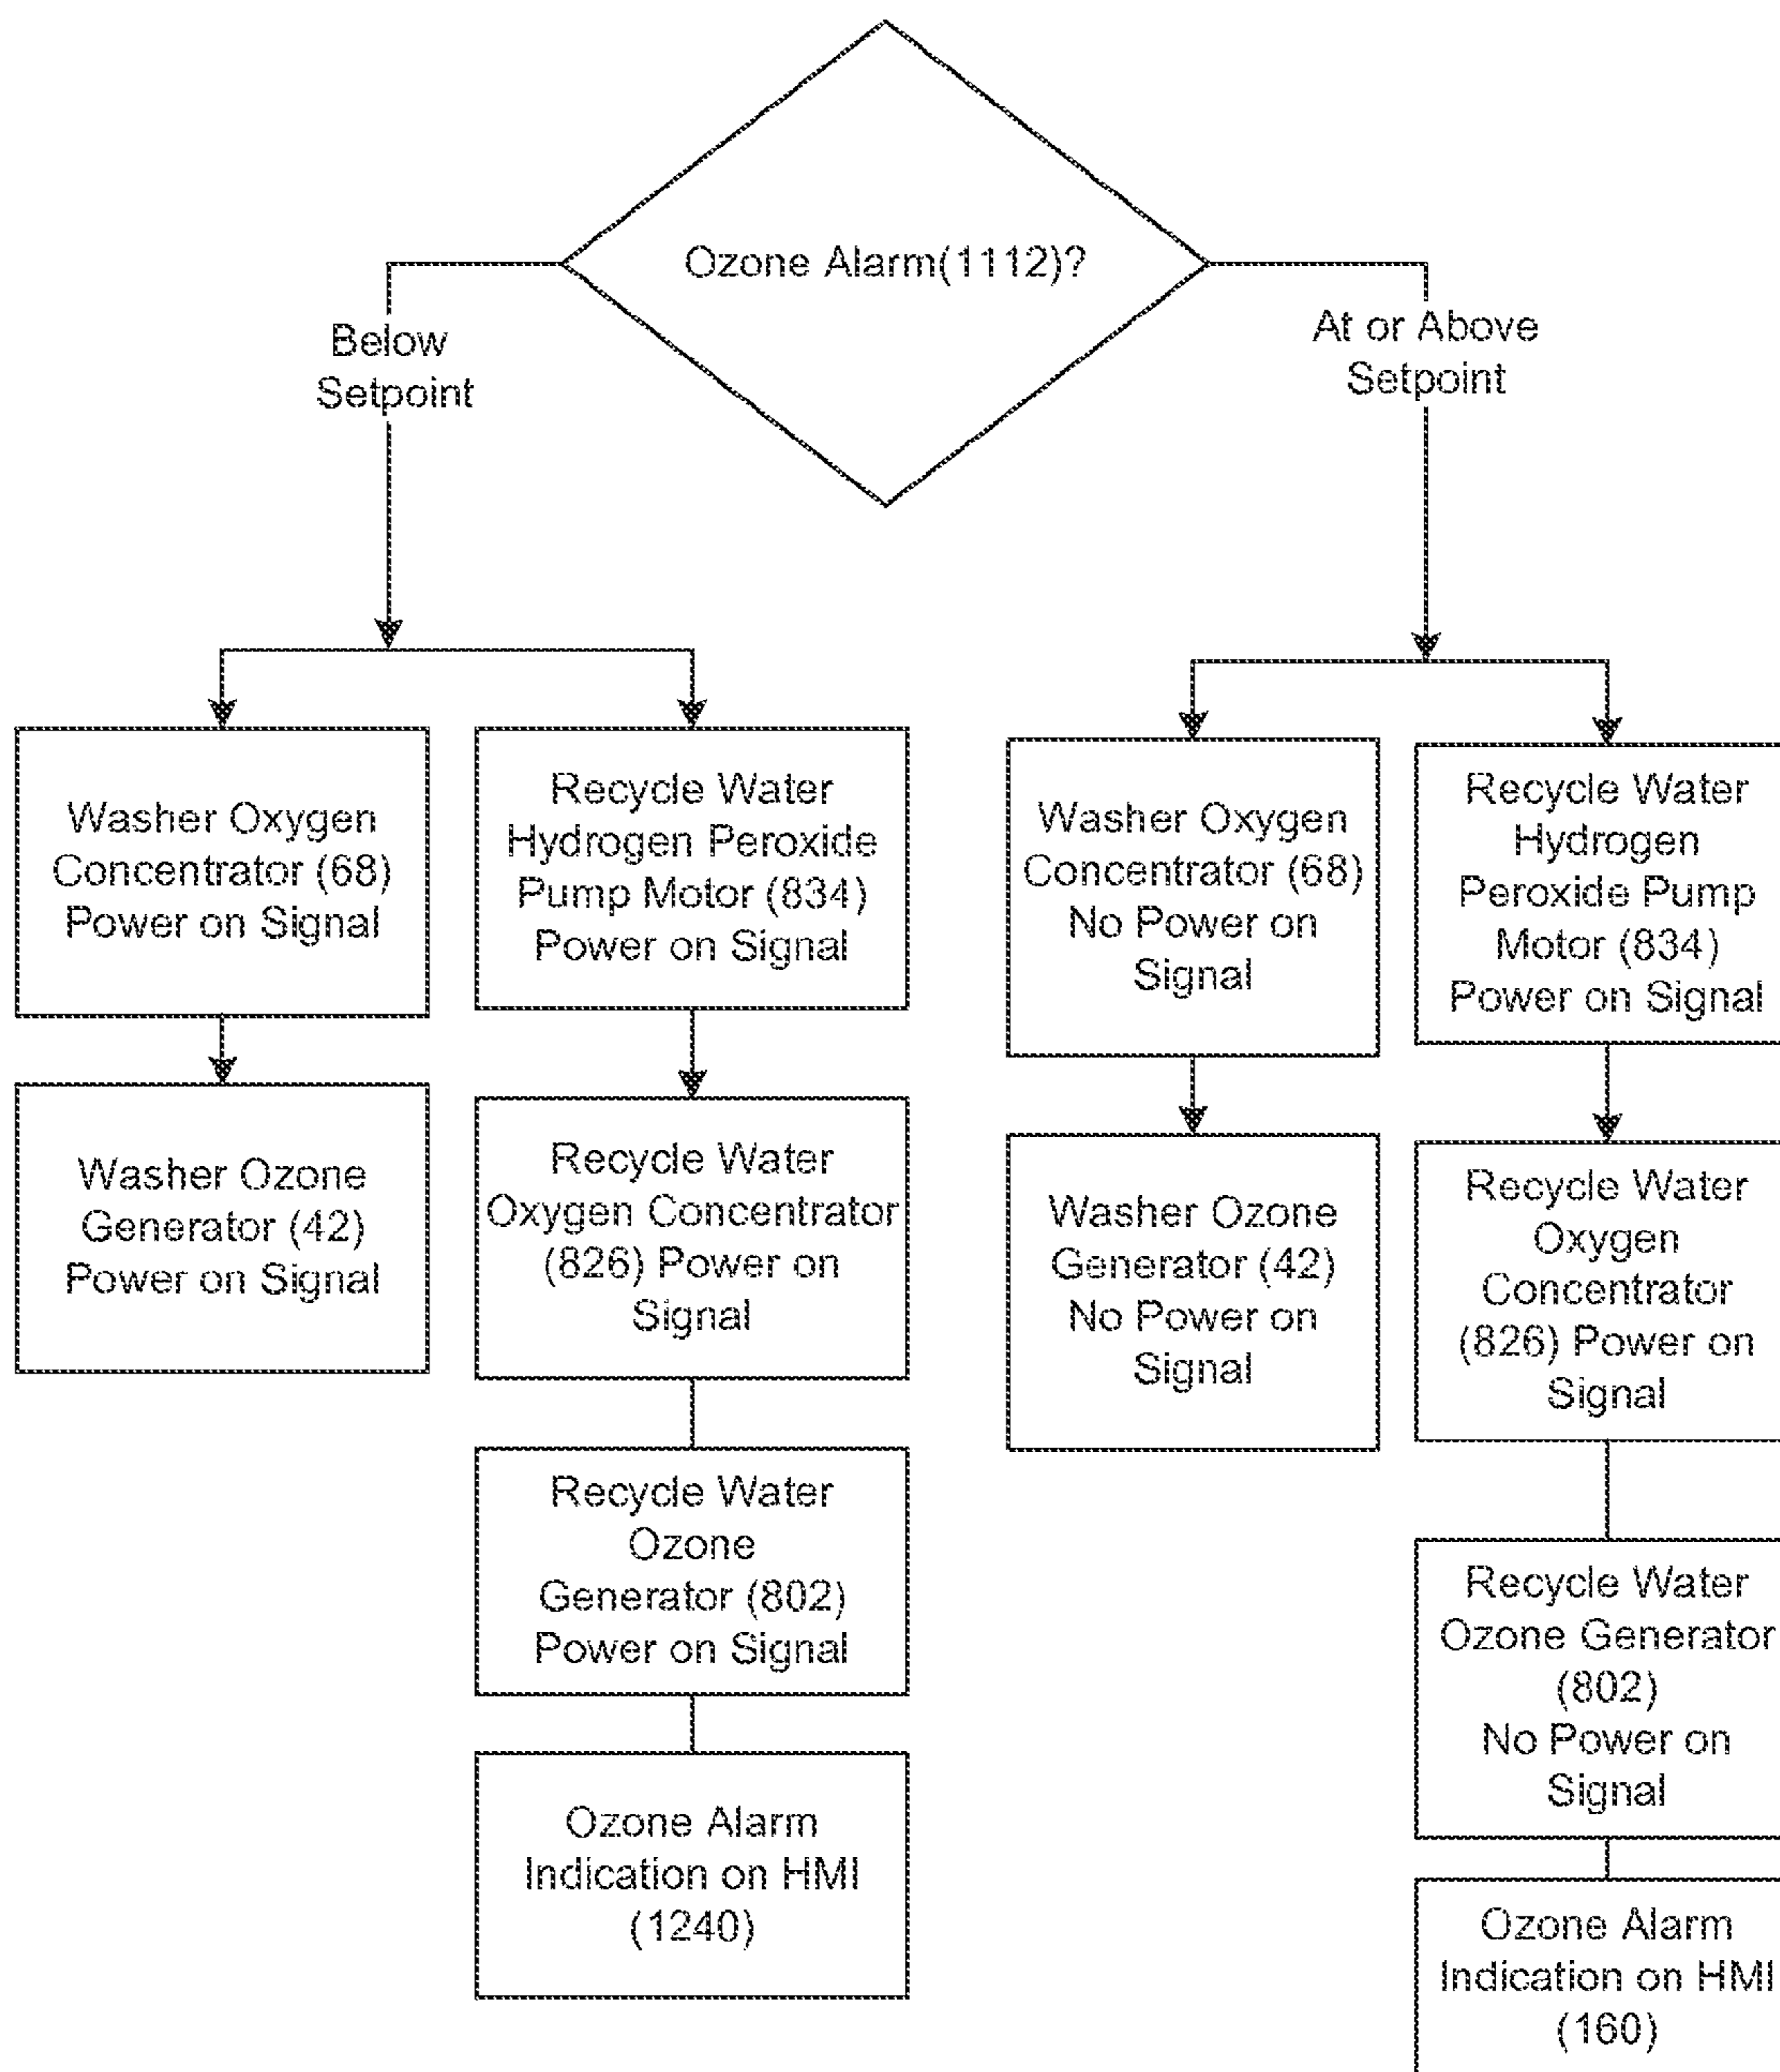 Ozone Alarm(1112)?
Below
Setpoint
At or Above
Setpoint
Washer Oxygen
Concentrator (68)
Power on Signal
Washer Ozone
Generator (42)
Power on Signal
Recycle Water
Hydrogen Peroxide
Pump Motor (834)
Power on Signal
Recycle Water
Oxygen Concentrator
(826) Power on
Signal
Recycle Water
Ozone
Generator (802)
Power on Signal
Ozone Alarm
Indication on HMI
(1240)
Washer Oxygen
Concentrator (68)
No Power on
Signal
Washer Ozone
Generator (42)
No Power on
Signal
Recycle Water
Hydrogen
Peroxide Pump
Motor (834)
Power on Signal
Recycle Water
Oxygen
Concentrator
(826) Power on
Signal
Recycle Water
Ozone Generator
(802)
No Power on
Signal
Ozone Alarm
Indication on HMI
(160)